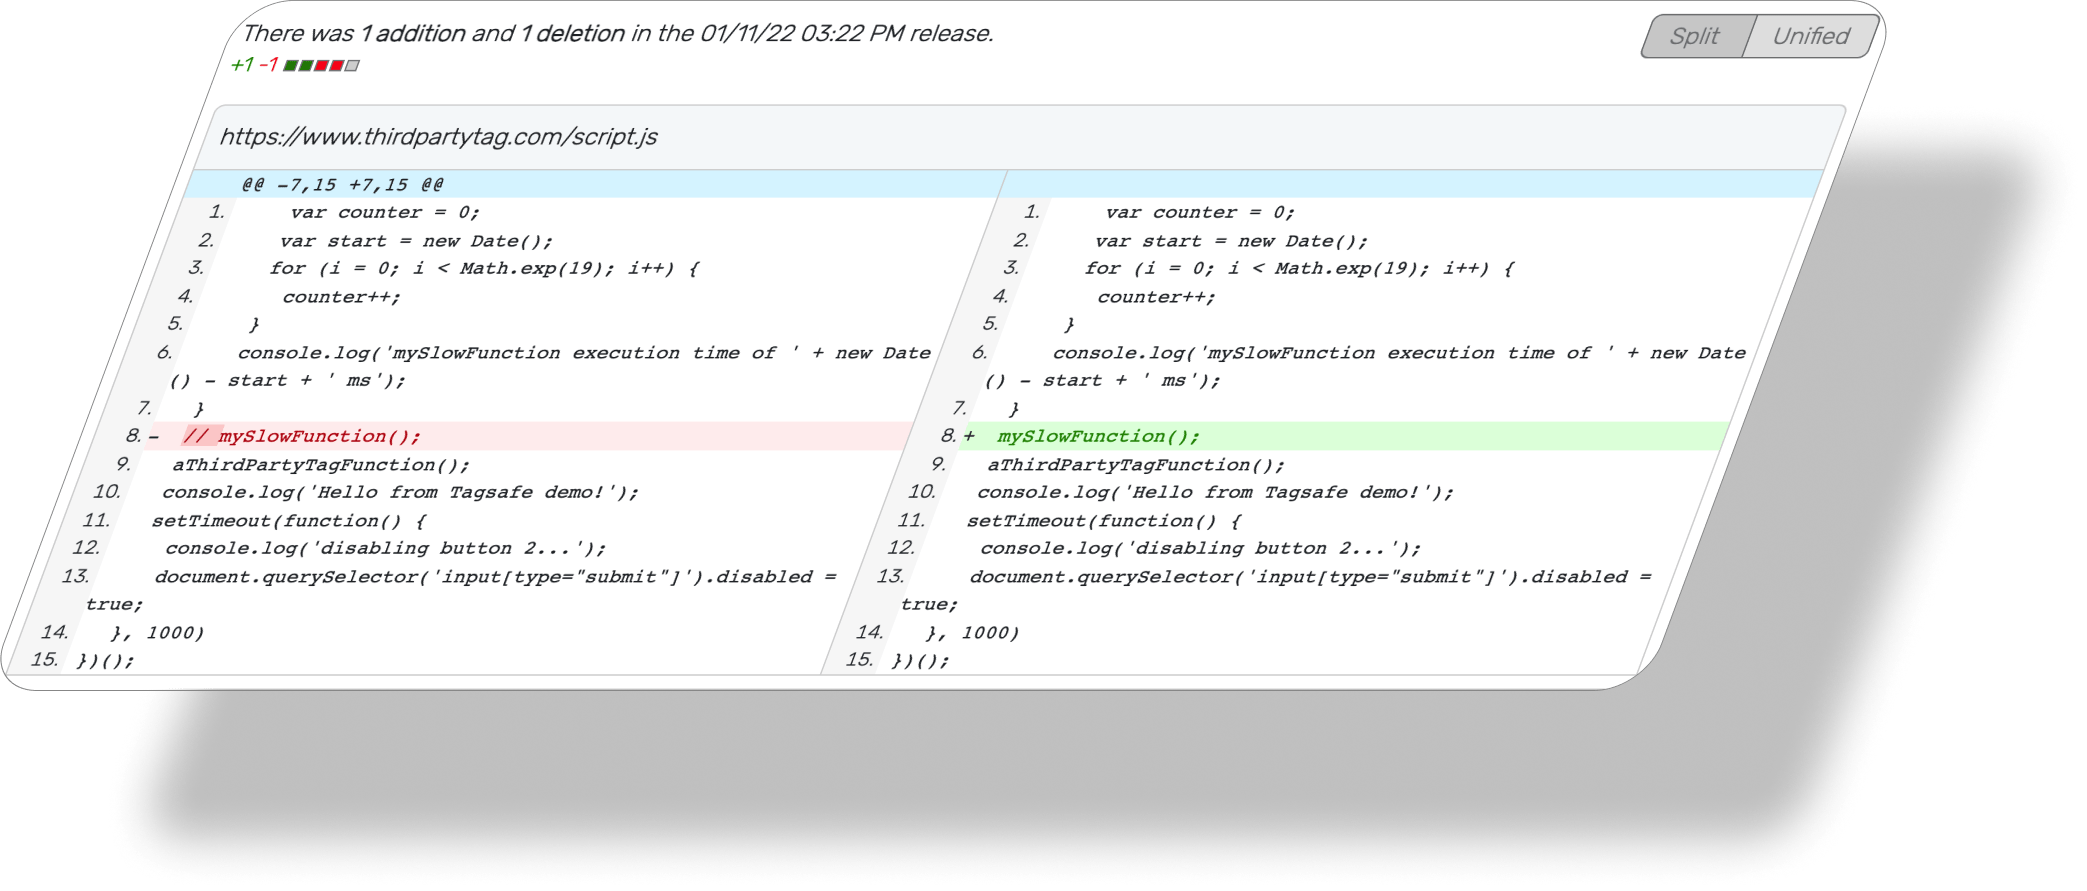 There was 1 addition and 1 deletion in the 01/11/22 03:22 PM release.
Split Unified
+1 -1
https://www.thirdpartytag.com/script.js
@@ -7,15 +7,15 @@
1. var counter = 0;
2. var start = new Date();
3. for (i = 0; i < Math.exp(19); i++) {
4. counter++;
5. }
6. console.log('mySlowFunction execution time of ' + new Date
() - start + ' ms');
7. }
8. - // mySlowFunction();
9. aThirdPartyTagFunction();
10. console.log('Hello from Tagsafe demo!');
11. setTimeout(function() {
12. console.log('disabling button 2...');
13. document.querySelector('input[type="submit"]').disabled =
true;
14. }, 1000)
15. })();
1. var counter = 0;
2. var start = new Date();
3. for (i = 0; i < Math.exp(19); i++) {
4. counter++;
5. }
6. console.log('mySlowFunction execution time of ' + new Date
() - start + ' ms');
7. }
8. + mySlowFunction();
9. aThirdPartyTagFunction();
10. console.log('Hello from Tagsafe demo!');
11. setTimeout(function() {
12. console.log('disabling button 2...');
13. document.querySelector('input[type="submit"]').disabled =
true;
14. }, 1000)
15. })();